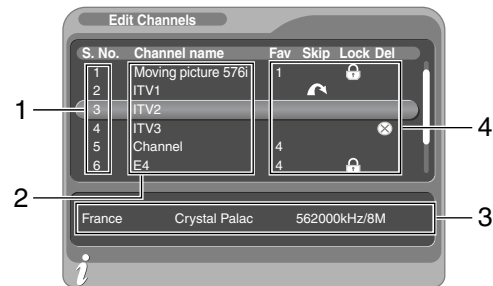 Edit Channels
S. No. Channel name Fav Skip Lock Del
1 Moving picture 576i 1
2 ITV1
1 3 ITV2
4 ITV3 4
5 Channel 4
6 E4 4
2
France Crystal Palac 562000kHz/8M 3
i